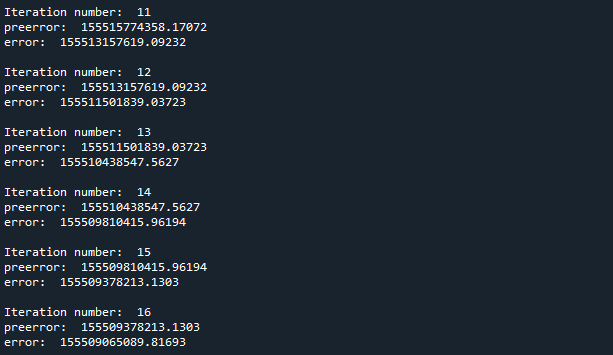 Iteration number:  11
preerror:  155515774358.17072
error:  155513157619.09232
Iteration number:  12
preerror:  155513157619.09232
error:  155511501839.03723
Iteration number:  13
preerror:  155511501839.03723
error:  155510438547.5627
Iteration number:  14
preerror:  155510438547.5627
error:  155509810415.96194
Iteration number:  15
preerror:  155509810415.96194
error:  155509378213.1303
Iteration number:  16
preerror:  155509378213.1303
error:  155509065089.81693